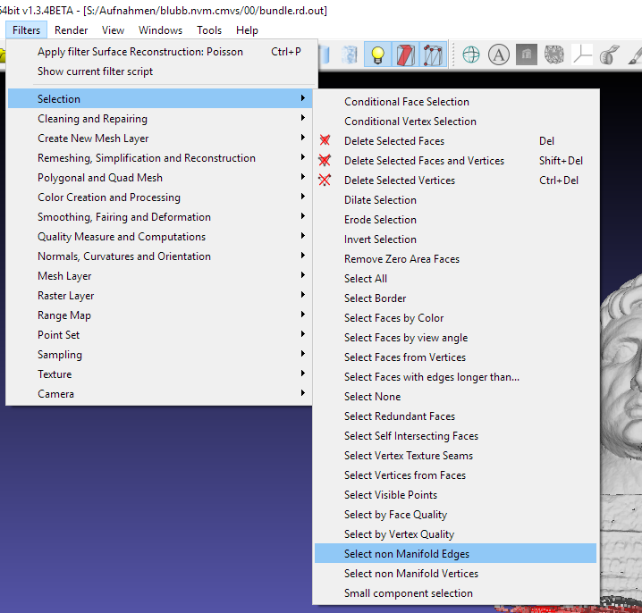 64bit v1.3.4BETA - [S:/Aufnahmen/blubb.nvm.cmvs/00/bundle.rd.out]
Filters Render View Windows Tools Help
Apply filter Surface Reconstruction: Poisson Ctrl+P
Show current filter script
Selection
Cleaning and Repairing
Create New Mesh Layer
Remeshing, Simplification and Reconstruction
Polygonal and Quad Mesh
Color Creation and Processing
Smoothing, Fairing and Deformation
Quality Measure and Computations
Normals, Curvatures and Orientation
Mesh Layer
Raster Layer
Range Map
Point Set
Sampling
Texture
Camera
Conditional Face Selection
Conditional Vertex Selection
Delete Selected Faces Del
Delete Selected Faces and Vertices Shift+Del
Delete Selected Vertices Ctrl+Del
Dilate Selection
Erode Selection
Invert Selection
Remove Zero Area Faces
Select All
Select Border
Select Faces by Color
Select Faces by view angle
Select Faces from Vertices
Select Faces with edges longer than...
Select None
Select Redundant Faces
Select Self Intersecting Faces
Select Vertex Texture Seams
Select Vertices from Faces
Select Visible Points
Select by Face Quality
Select by Vertex Quality
Select non Manifold Edges
Select non Manifold Vertices
Small component selection